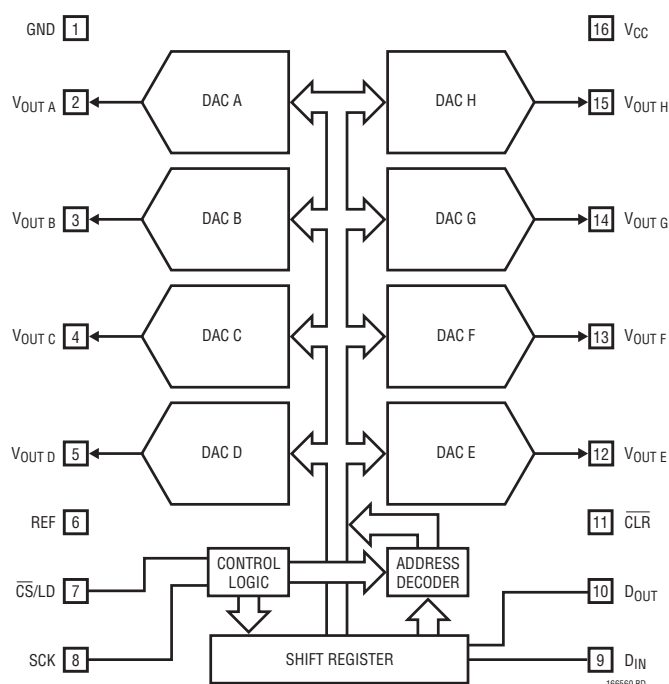 GND 1
16 VCC
VOUT A 2
DAC A
DAC H
15 VOUT H
VOUT B 3
DAC B
DAC G
14 VOUT G
VOUT C 4
DAC C
DAC F
13 VOUT F
VOUT D 5
DAC D
DAC E
12 VOUT E
REF 6
11 CLR
CS/LD 7
CONTROL
LOGIC
ADDRESS
DECODER
10 DOUT
SCK 8
SHIFT REGISTER
9 DIN
166560 BD